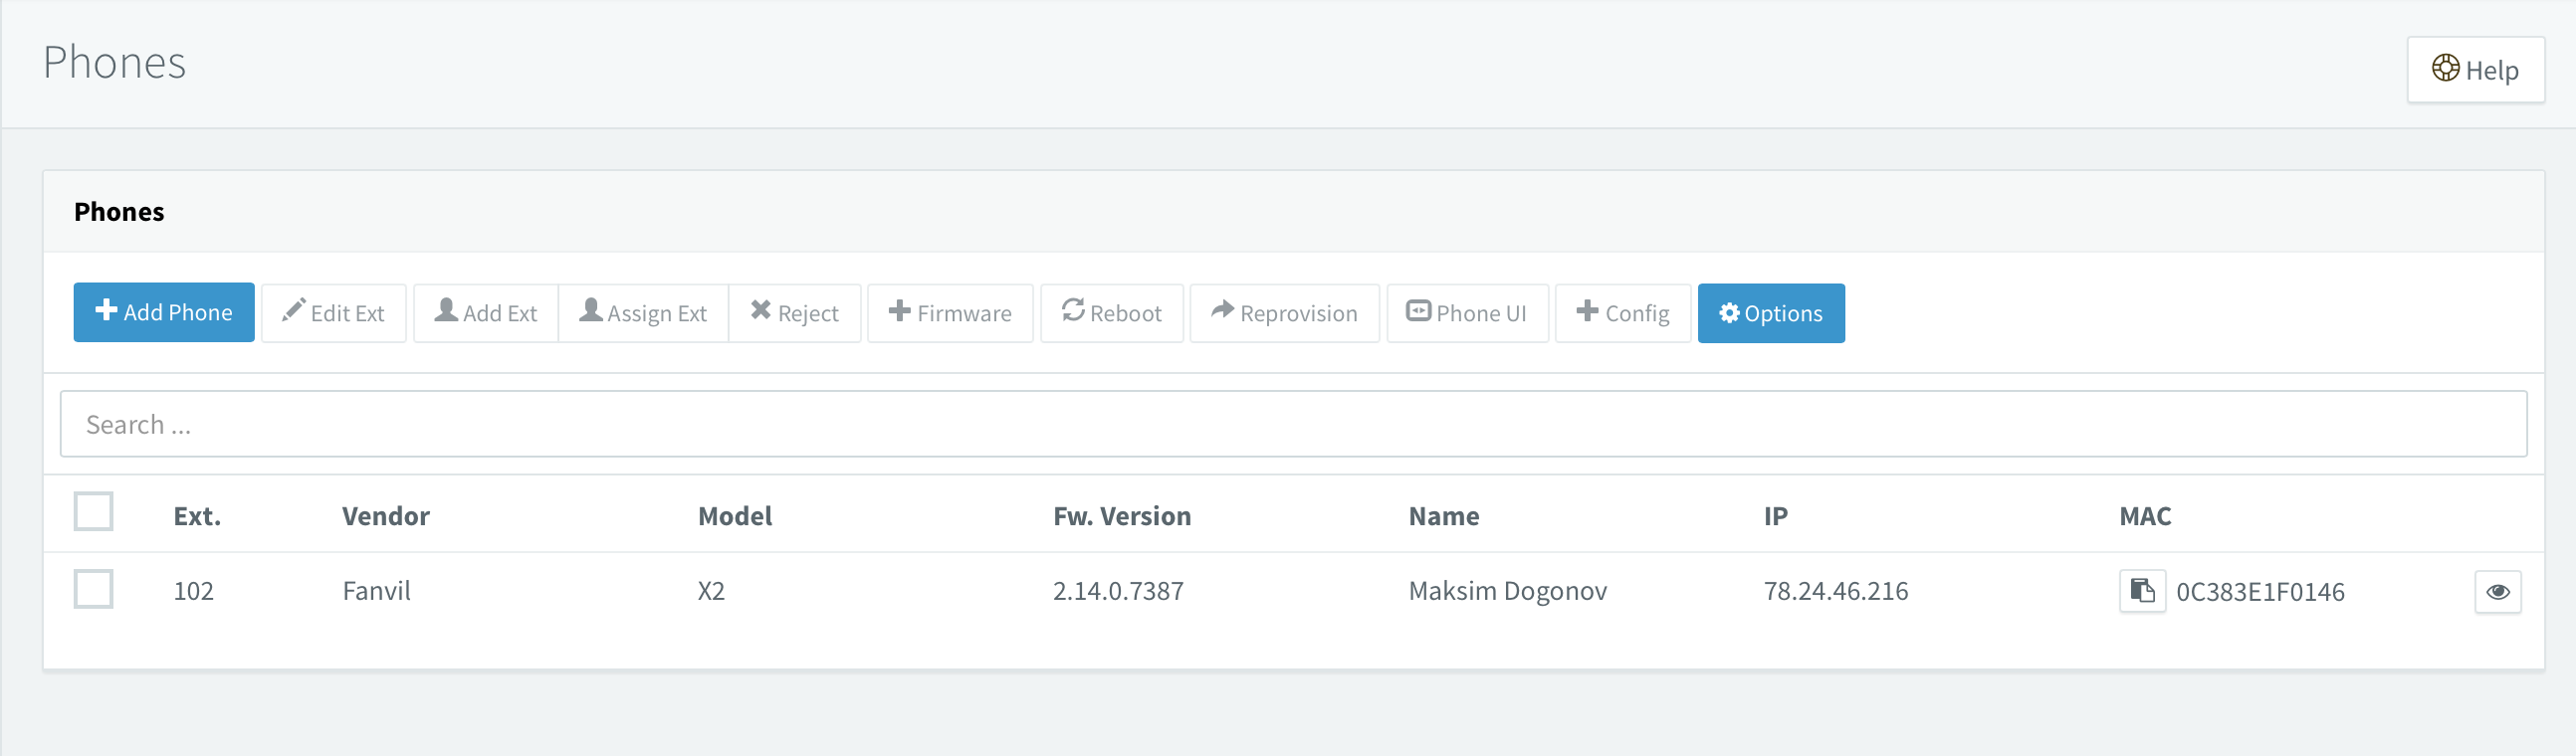 Phones
Help
Phones
Add Phone Edit Ext Add Ext Assign Ext Reject Firmware Reboot Reprovision Phone UI Config Options
Search ...
Ext. Vendor Model Fw. Version Name IP MAC
102 Fanvil X2 2.14.0.7387 Maksim Dogonov 78.24.46.216 0C383E1F0146